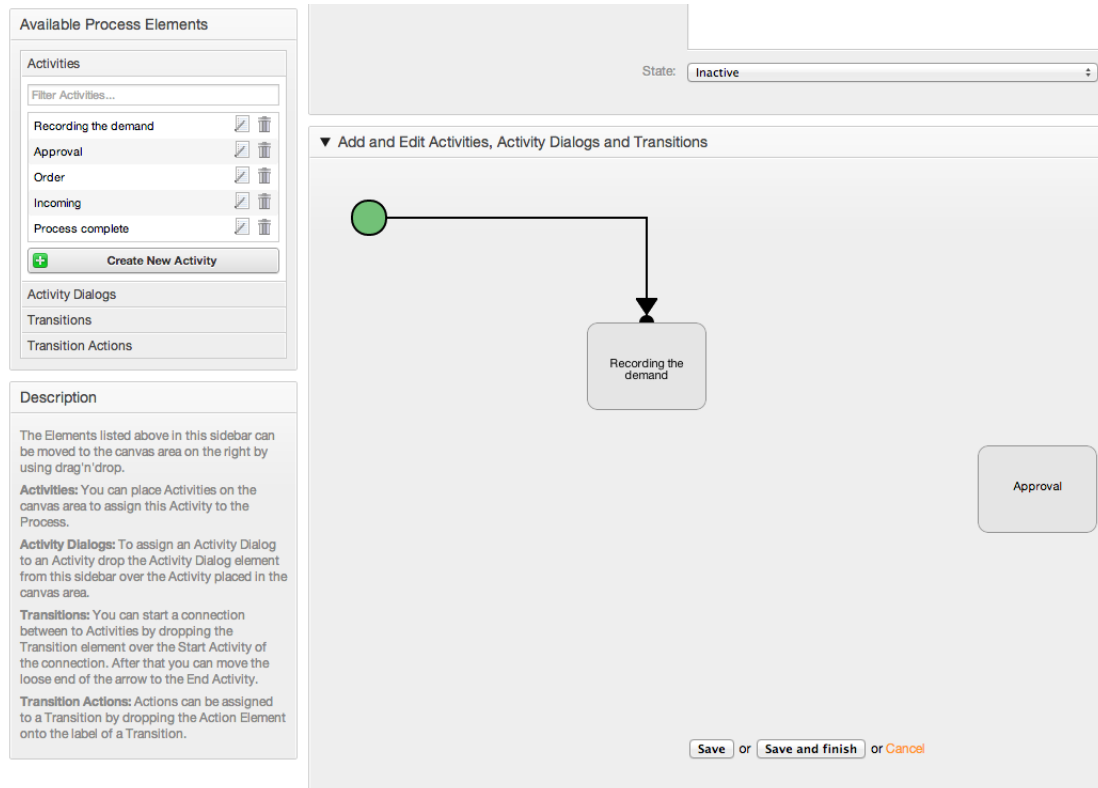 Available Process Elements
Activities
Filter Activities...
Recording the demand
Approval
Order
Incoming
Process complete
Create New Activity
Activity Dialogs
Transitions
Transition Actions
Description
The Elements listed above in this sidebar can
be moved to the canvas area on the right by
using drag'n'drop.
Activities: You can place Activities on the
canvas area to assign this Activity to the
Process.
Activity Dialogs: To assign an Activity Dialog
to an Activity drop the Activity Dialog element
from this sidebar over the Activity placed in the
canvas area.
Transitions: You can start a connection
between to Activities by dropping the
Transition element over the Start Activity of
the connection. After that you can move the
loose end of the arrow to the End Activity.
Transition Actions: Actions can be assigned
to a Transition by dropping the Action Element
onto the label of a Transition.
State: Inactive
Add and Edit Activities, Activity Dialogs and Transitions
Recording the
demand
Approval
Save or Save and finish or Cancel